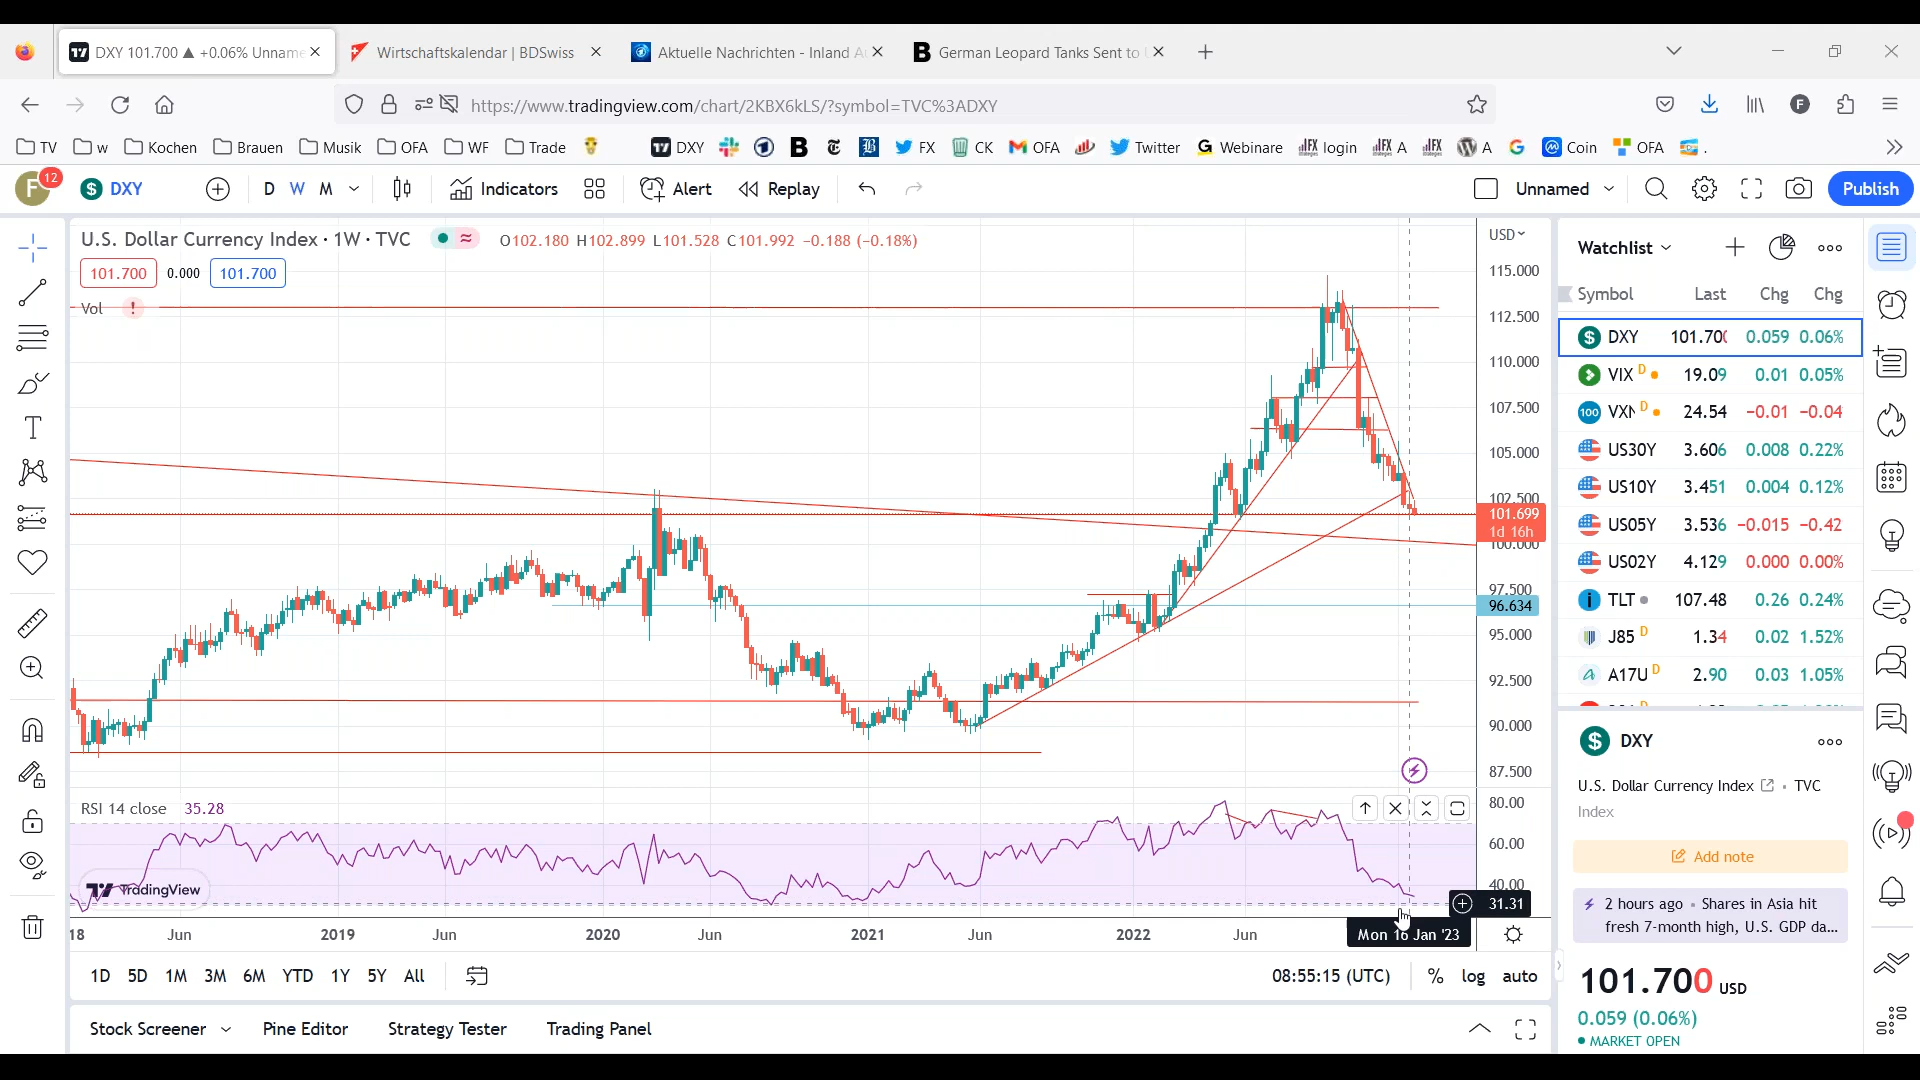 DXY 101.700 ▲ +0.06% Unname
Wirtschaftskalendar | BDSwiss
Aktuelle Nachrichten - Inland A
German Leopard Tanks Sent to
https://www.tradingview.com/chart/2KBX6kLS/?symbol=TVC%3ADXY
TV w Kochen Brauen Musik OFA WF Trade DXY FX CK OFA Twitter Webinare login A A Coin OFA .
F 12 DXY D W M Indicators Alert Replay Unnamed Publish
U.S. Dollar Currency Index · 1W · TVC O102.180 H102.899 L101.528 C101.992 −0.188 (−0.18%)
101.700 0.000 101.700
Vol !
USD
115.000
112.500
110.000
107.500
105.000
102.500
101.699
1d 16h
100.000
97.500
96.634
95.000
92.500
90.000
87.500
RSI 14 close 35.28
80.00
60.00
40.00
31.31
TradingView
18 Jun 2019 Jun 2020 Jun 2021 Jun 2022 Jun Mon 16 Jan '23
1D 5D 1M 3M 6M YTD 1Y 5Y All 08:55:15 (UTC) % log auto
Stock Screener Pine Editor Strategy Tester Trading Panel
Watchlist
Symbol Last Chg Chg
DXY 101.700 0.059 0.06%
VIX D 19.09 0.01 0.05%
100 VXN D 24.54 −0.01 −0.04
US30Y 3.606 0.008 0.22%
US10Y 3.451 0.004 0.12%
US05Y 3.536 −0.015 −0.42
US02Y 4.129 0.000 0.00%
TLT 107.48 0.26 0.24%
J85 D 1.34 0.02 1.52%
A17U D 2.90 0.03 1.05%
DXY
U.S. Dollar Currency Index · TVC
Index
Add note
2 hours ago · Shares in Asia hit
fresh 7-month high, U.S. GDP da...
101.700 USD
0.059 (0.06%)
MARKET OPEN